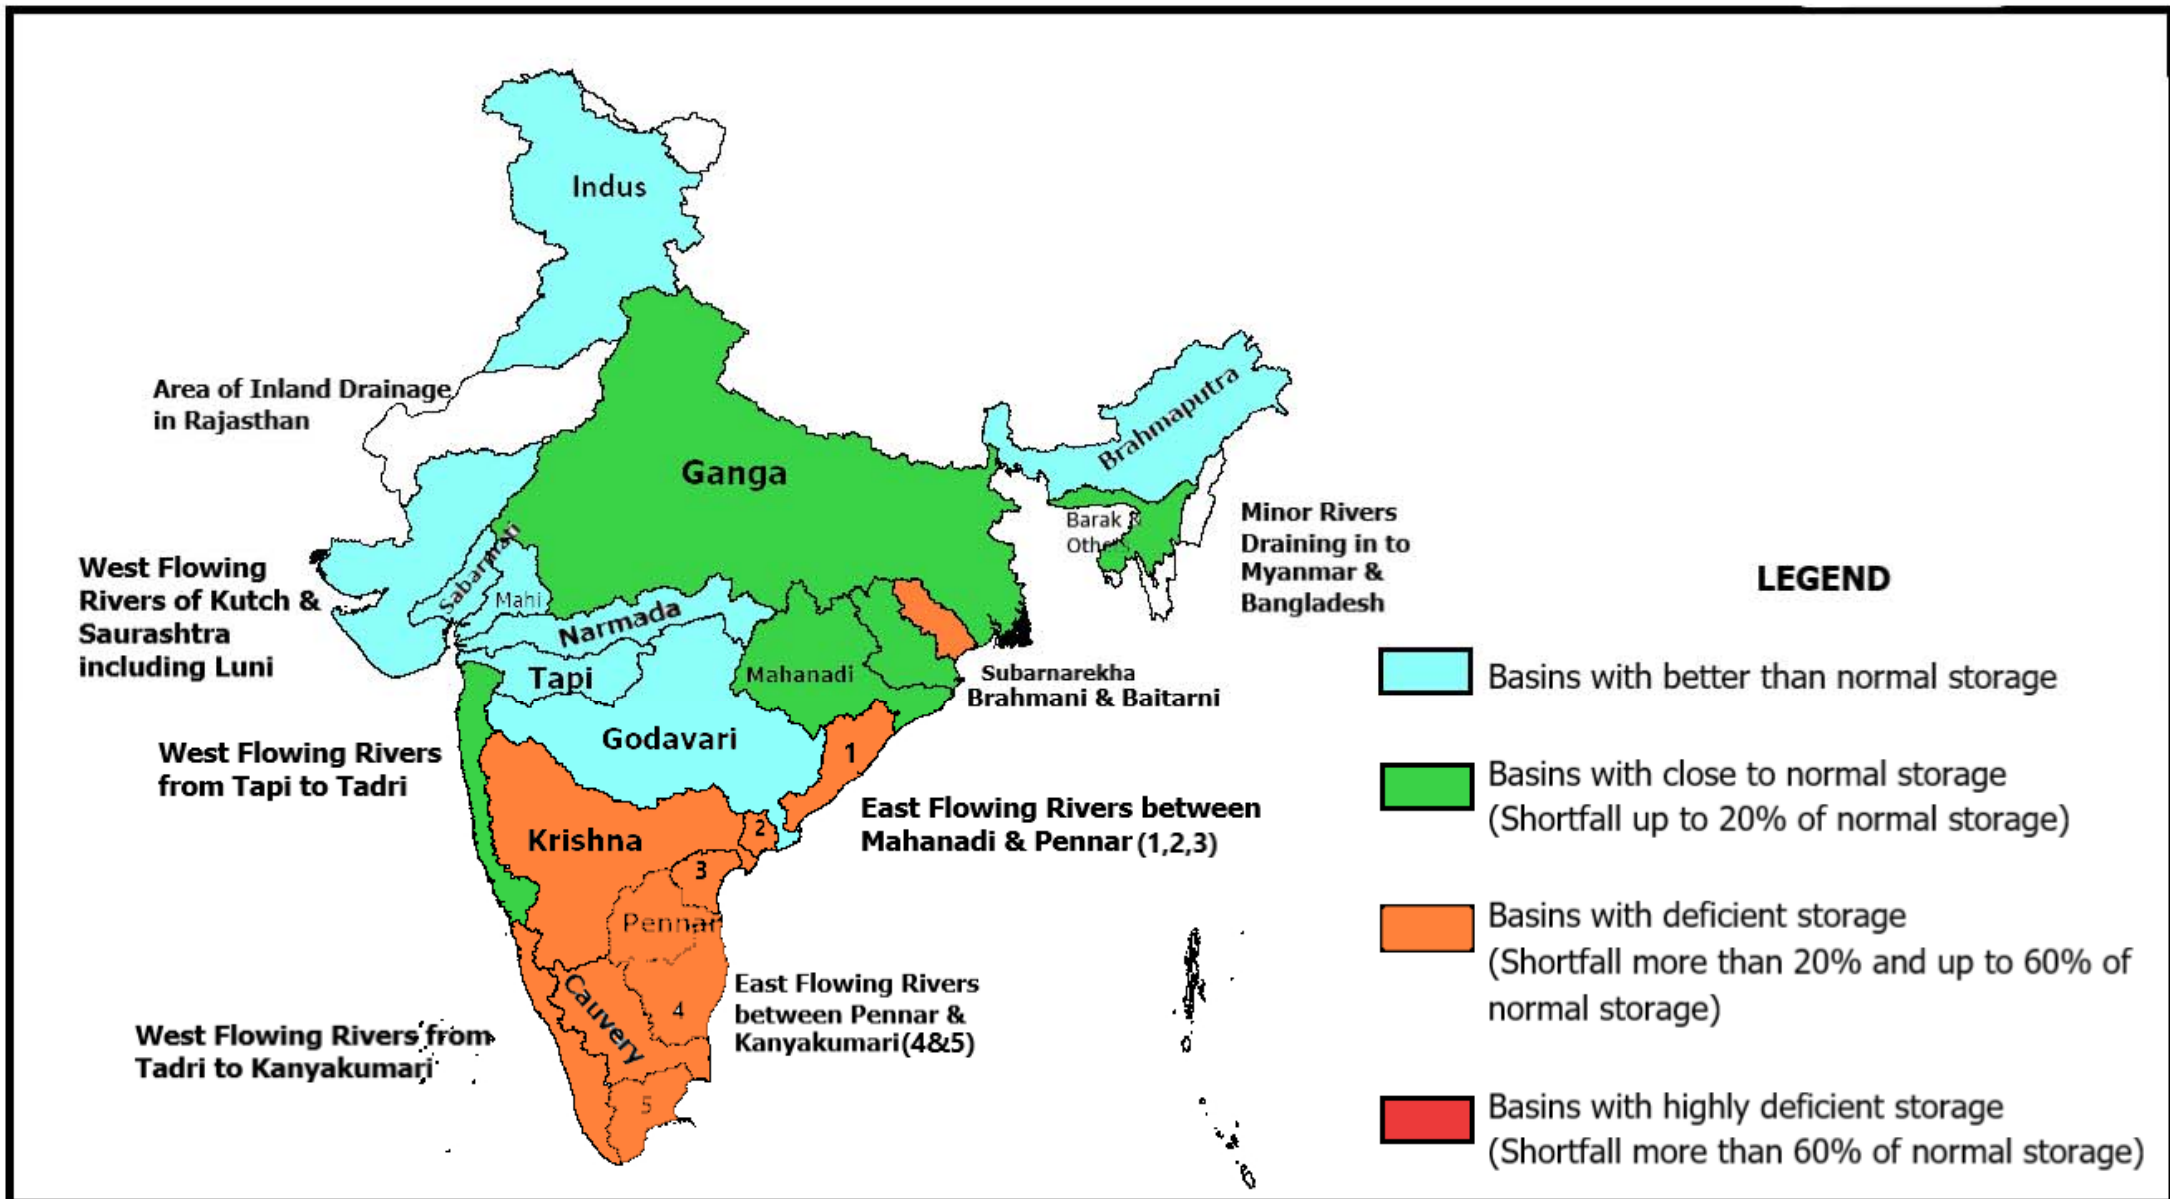 Indus
Area of Inland Drainage
in Rajasthan
Ganga
Brahmaputra
Barak &
Others
Minor Rivers
Draining in to
Myanmar &
Bangladesh
West Flowing
Rivers of Kutch &
Saurashtra
including Luni
Sabarmati
Mahi
Narmada
Tapi
Mahanadi
Subarnarekha
Brahmani & Baitarni
Godavari
West Flowing Rivers
from Tapi to Tadri
1
East Flowing Rivers between
Mahanadi & Pennar (1,2,3)
Krishna
2
3
Pennar
4
East Flowing Rivers
between Pennar &
Kanyakumari(4&5)
Cauvery
West Flowing Rivers from
Tadri to Kanyakumari
5
LEGEND
Basins with better than normal storage
Basins with close to normal storage
(Shortfall up to 20% of normal storage)
Basins with deficient storage
(Shortfall more than 20% and up to 60% of
normal storage)
Basins with highly deficient storage
(Shortfall more than 60% of normal storage)